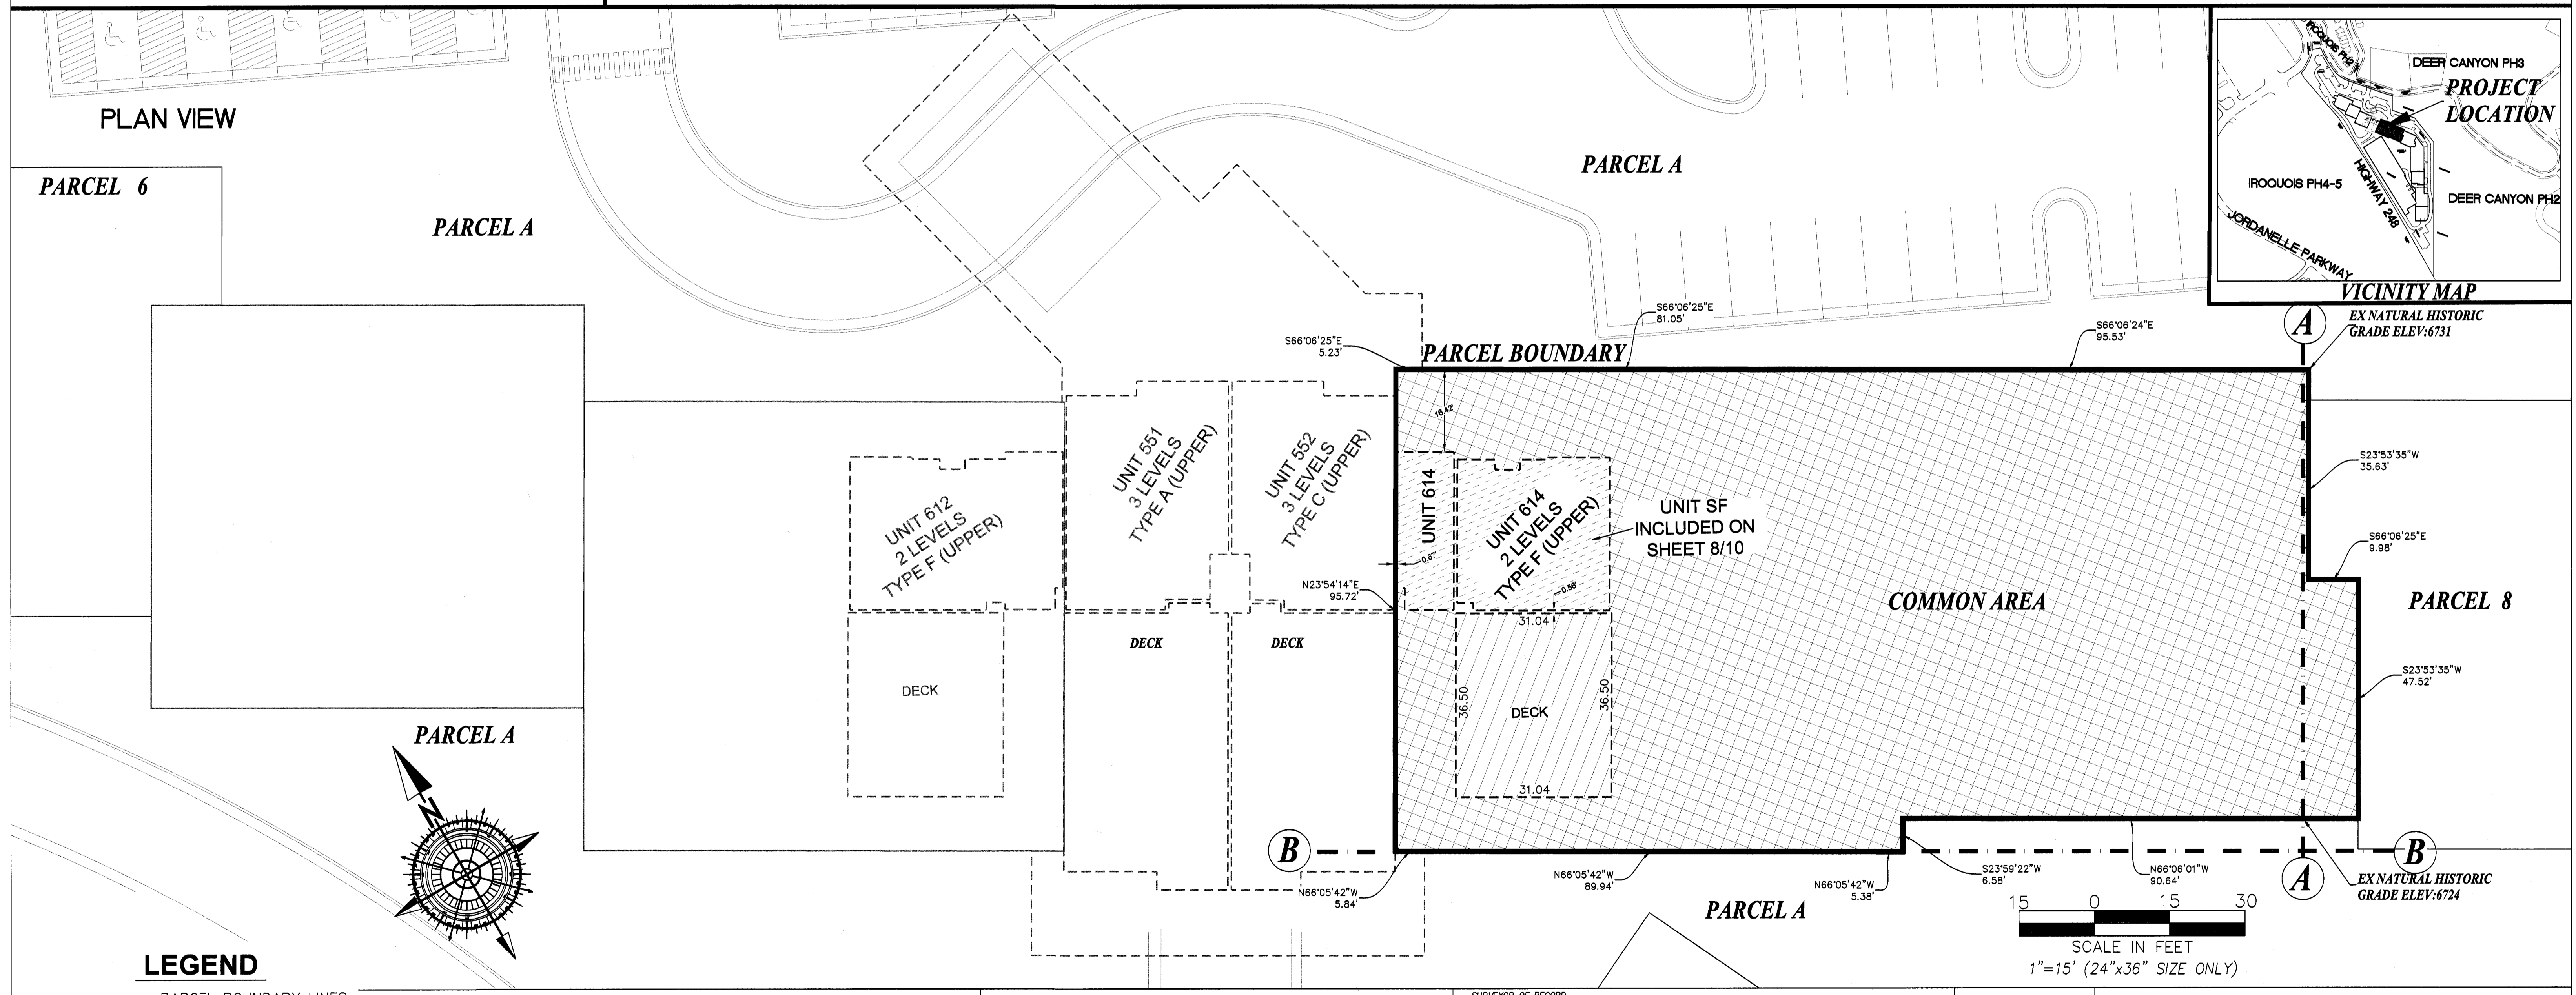 PLAN VIEW
PARCEL 6
PARCEL A
PARCEL A
IROQUOIS PH2
DEER CANYON PH3
PROJECT
LOCATION
IROQUOIS PH4-5
HIGHWAY 248
DEER CANYON PH2
JORDANELLE PARKWAY
VICINITY MAP
A
EX NATURAL HISTORIC
GRADE ELEV:6731
S66°06'25"E
5.23'
PARCEL BOUNDARY
S66°06'25"E
81.05'
S66°06'24"E
95.53'
16.42'
S23°53'35"W
35.63'
S66°06'25"E
9.98'
UNIT 612
2 LEVELS
TYPE F (UPPER)
UNIT 551
3 LEVELS
TYPE A (UPPER)
UNIT 552
3 LEVELS
TYPE C (UPPER)
UNIT 614
UNIT 614
2 LEVELS
TYPE F (UPPER)
UNIT SF
INCLUDED ON
SHEET 8/10
0.67'
0.56'
N23°54'14"E
95.72'
COMMON AREA
PARCEL 8
31.04
DECK
DECK
DECK
36.50
DECK
36.50
31.04
S23°53'35"W
47.52'
PARCEL A
N
B
N66°05'42"W
5.84'
N66°05'42"W
89.94'
N66°05'42"W
5.38'
S23°59'22"W
6.58'
N66°06'01"W
90.64'
B
A
EX NATURAL HISTORIC
GRADE ELEV:6724
PARCEL A
15 0 15 30
SCALE IN FEET
1"=15' (24"x36" SIZE ONLY)
LEGEND
PARCEL BOUNDARY LINES
SURVEYOR OF RECORD